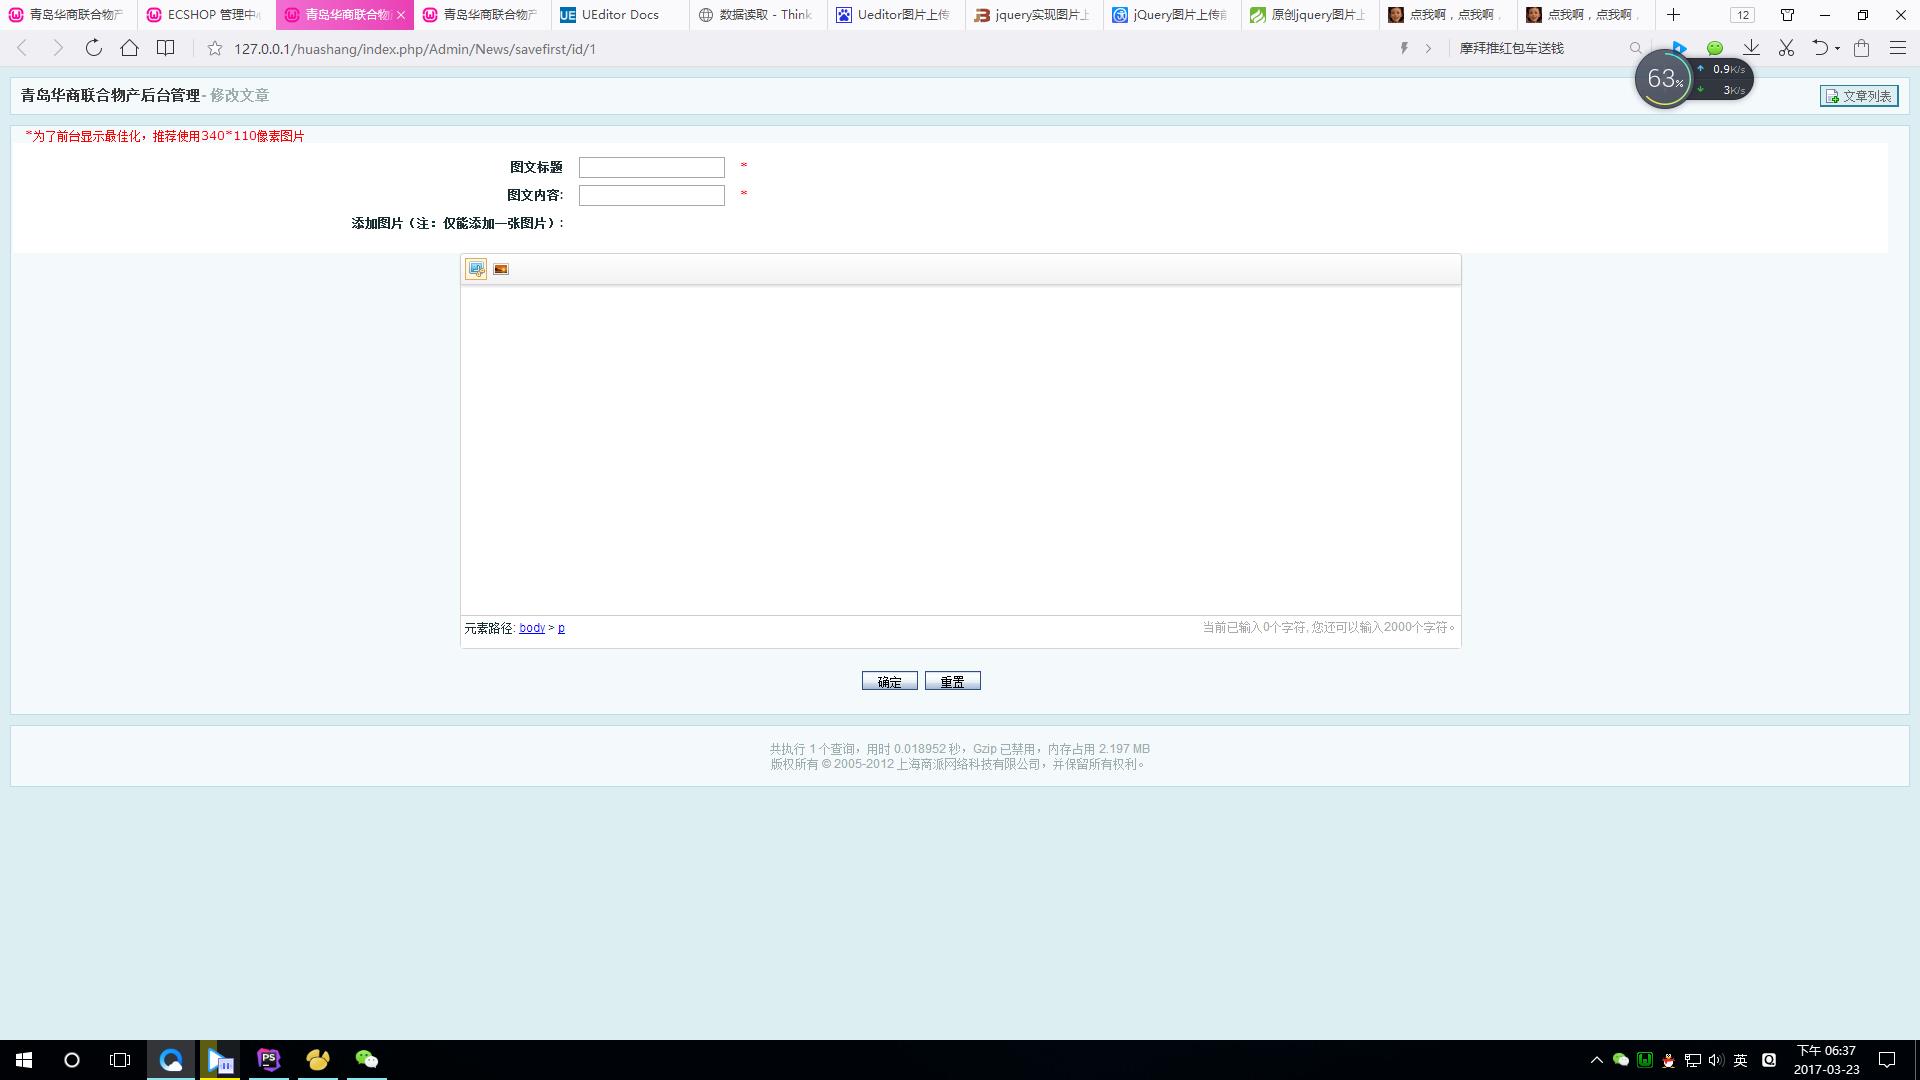 青岛华商联合物产
ECSHOP 管理中心
青岛华商联合物
青岛华商联合物产
UEditor Docs
数据读取 - Think
Ueditor图片上传
jquery实现图片上
jQuery图片上传前
原创jquery图片上
点我啊，点我啊，
点我啊，点我啊，
12
127.0.0.1/huashang/index.php/Admin/News/savefirst/id/1
摩拜推红包车送钱
63%
0.9K/s
3K/s
青岛华商联合物产后台管理- 修改文章
文章列表
*为了前台显示最佳化，推荐使用340*110像素图片
图文标题
*
图文内容:
*
添加图片（注：仅能添加一张图片）:
元素路径: body > p
当前已输入0个字符, 您还可以输入2000个字符。
确定
重置
共执行 1 个查询，用时 0.018952 秒，Gzip 已禁用，内存占用 2.197 MB
版权所有 © 2005-2012 上海商派网络科技有限公司，并保留所有权利。
PS
英
下午 06:37
2017-03-23